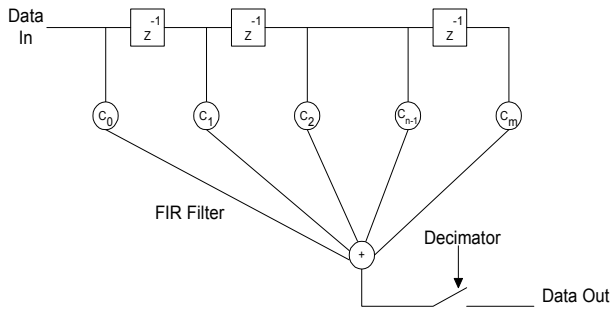 Data
In
z⁻¹
z⁻¹
z⁻¹
C₀
C₁
C₂
Cₙ₋₁
Cₘ
FIR Filter
+
Decimator
Data Out